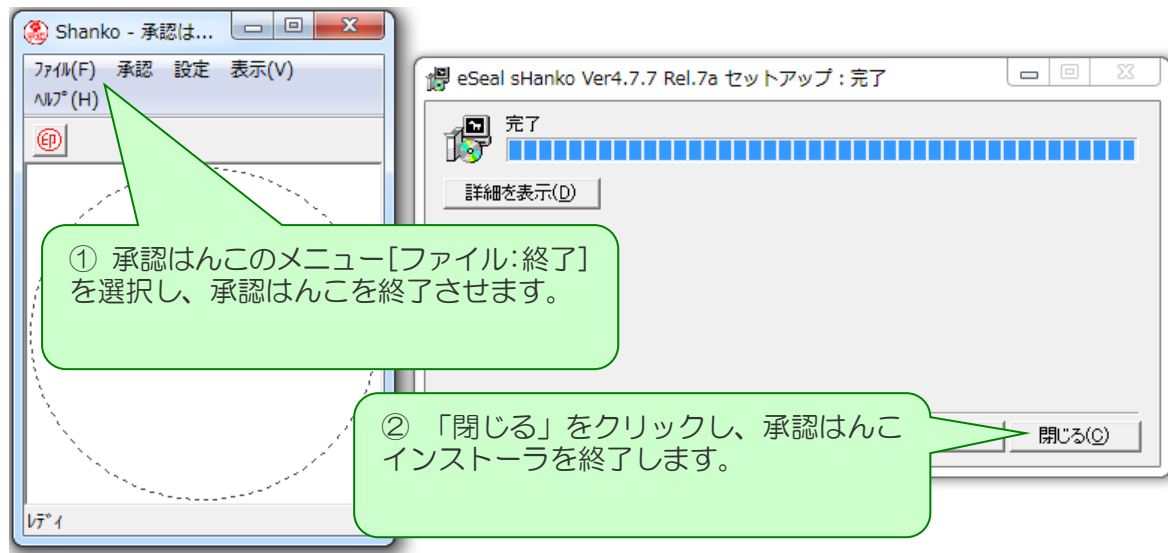 Shanko - 承認は...
ﾌｧｲﾙ(F) 承認 設定 表示(V)
ﾍﾙﾌﾟ(H)
印
① 承認はんこのメニュー[ファイル:終了]
を選択し、承認はんこを終了させます。
ﾚﾃﾞｨ
eSeal sHanko Ver4.7.7 Rel.7a セットアップ : 完了
完了
詳細を表示(D)
② 「閉じる」をクリックし、承認はんこ
インストーラを終了します。
閉じる(C)